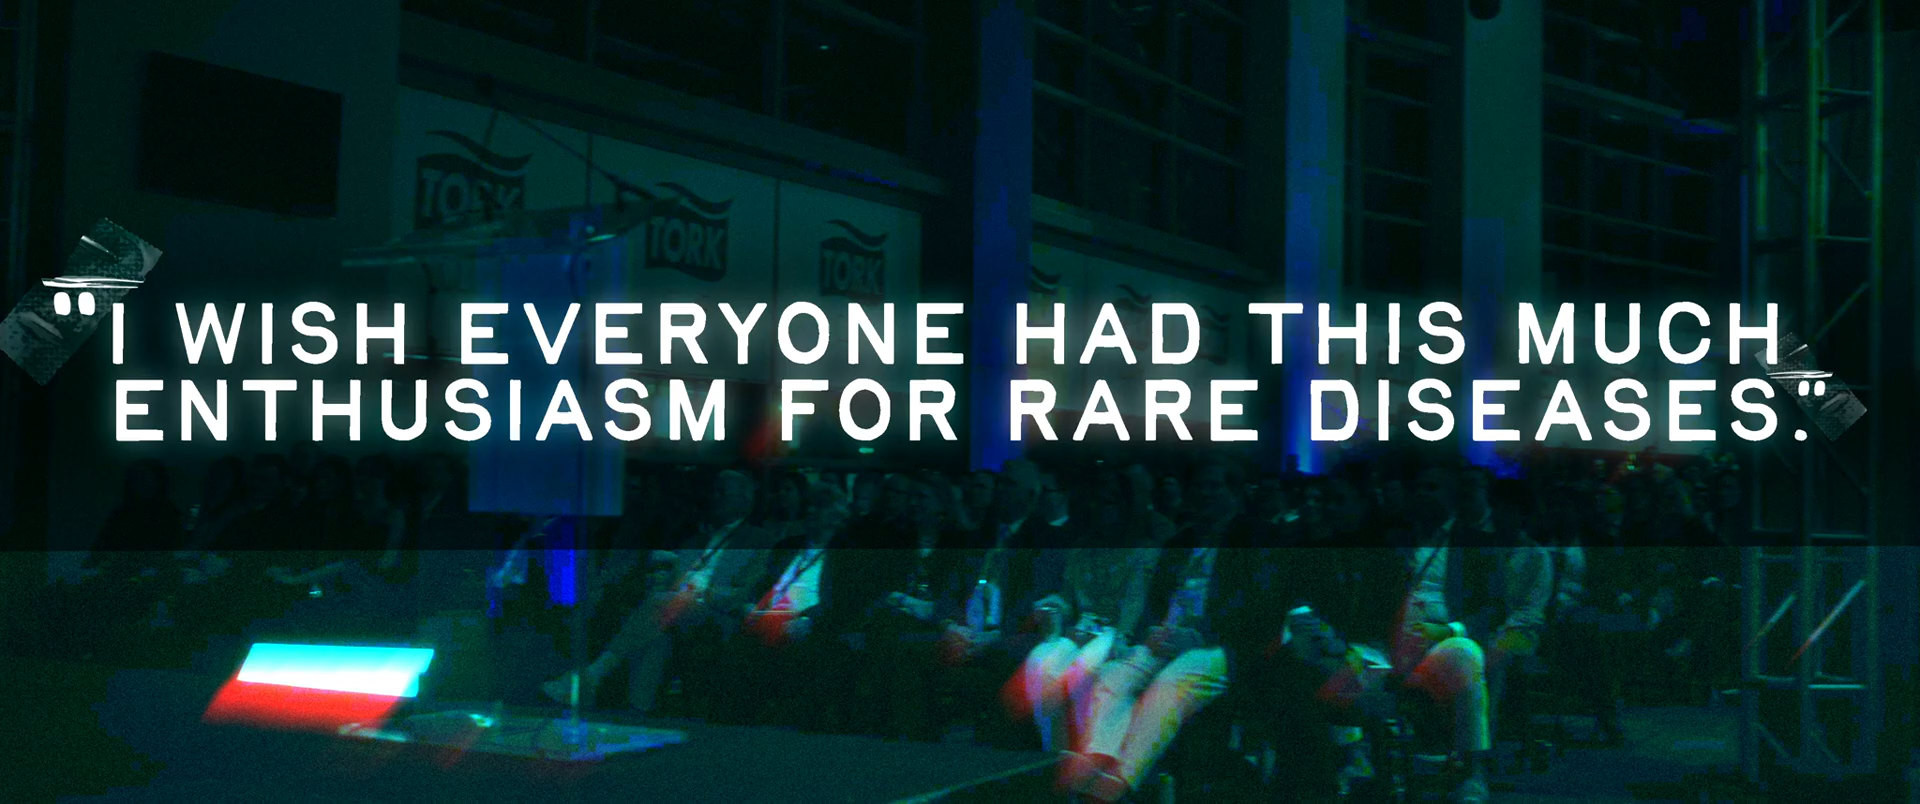 TORK
TORK
TORK
"I WISH EVERYONE HAD THIS MUCH
ENTHUSIASM FOR RARE DISEASES."